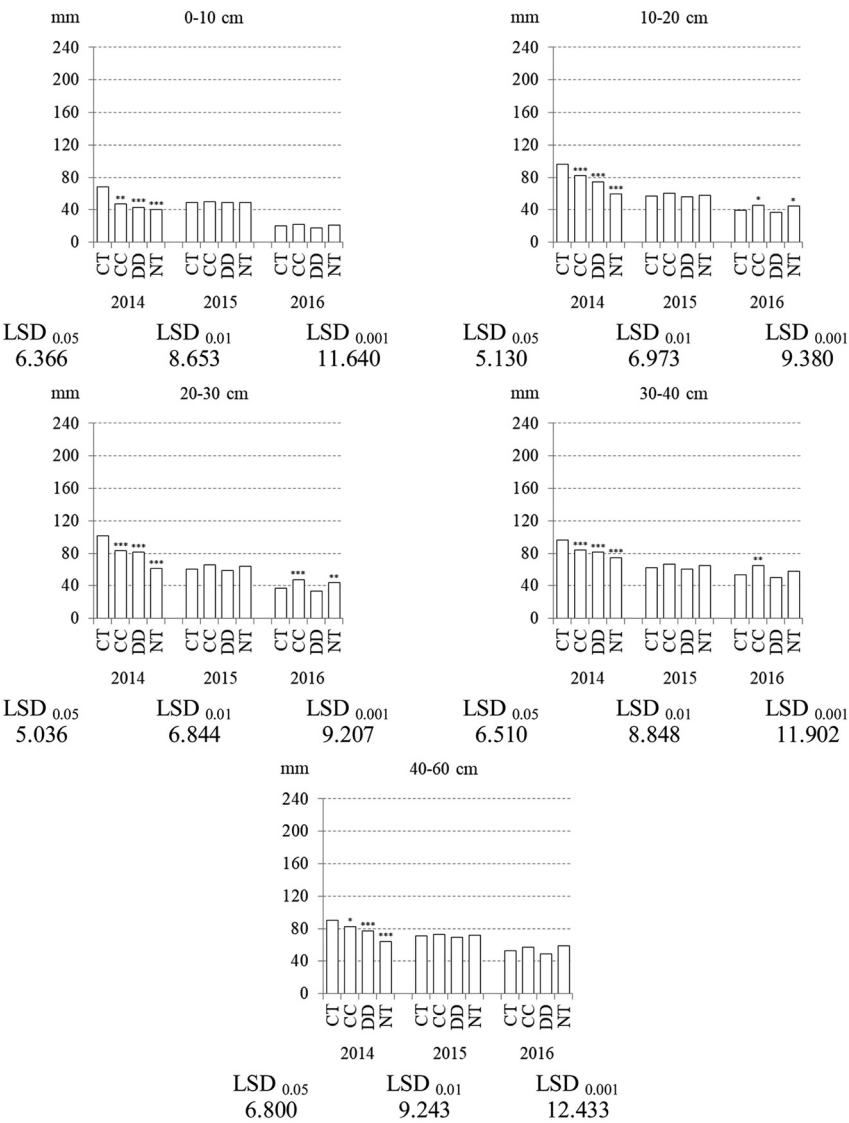 mm 0-10 cm
240
200
160
120
80
40
0
** *** ***
CT CC DD NT CT CC DD NT CT CC DD NT
2014 2015 2016
LSD 0.05 LSD 0.01 LSD 0.001
6.366 8.653 11.640
mm 10-20 cm
240
200
160
120
80
40
0
*** *** *** * *
CT CC DD NT CT CC DD NT CT CC DD NT
2014 2015 2016
LSD 0.05 LSD 0.01 LSD 0.001
5.130 6.973 9.380
mm 20-30 cm
240
200
160
120
80
40
0
*** *** *** *** **
CT CC DD NT CT CC DD NT CT CC DD NT
2014 2015 2016
LSD 0.05 LSD 0.01 LSD 0.001
5.036 6.844 9.207
mm 30-40 cm
240
200
160
120
80
40
0
*** *** *** **
CT CC DD NT CT CC DD NT CT CC DD NT
2014 2015 2016
LSD 0.05 LSD 0.01 LSD 0.001
6.510 8.848 11.902
mm 40-60 cm
240
200
160
120
80
40
0
* *** ***
CT CC DD NT CT CC DD NT CT CC DD NT
2014 2015 2016
LSD 0.05 LSD 0.01 LSD 0.001
6.800 9.243 12.433